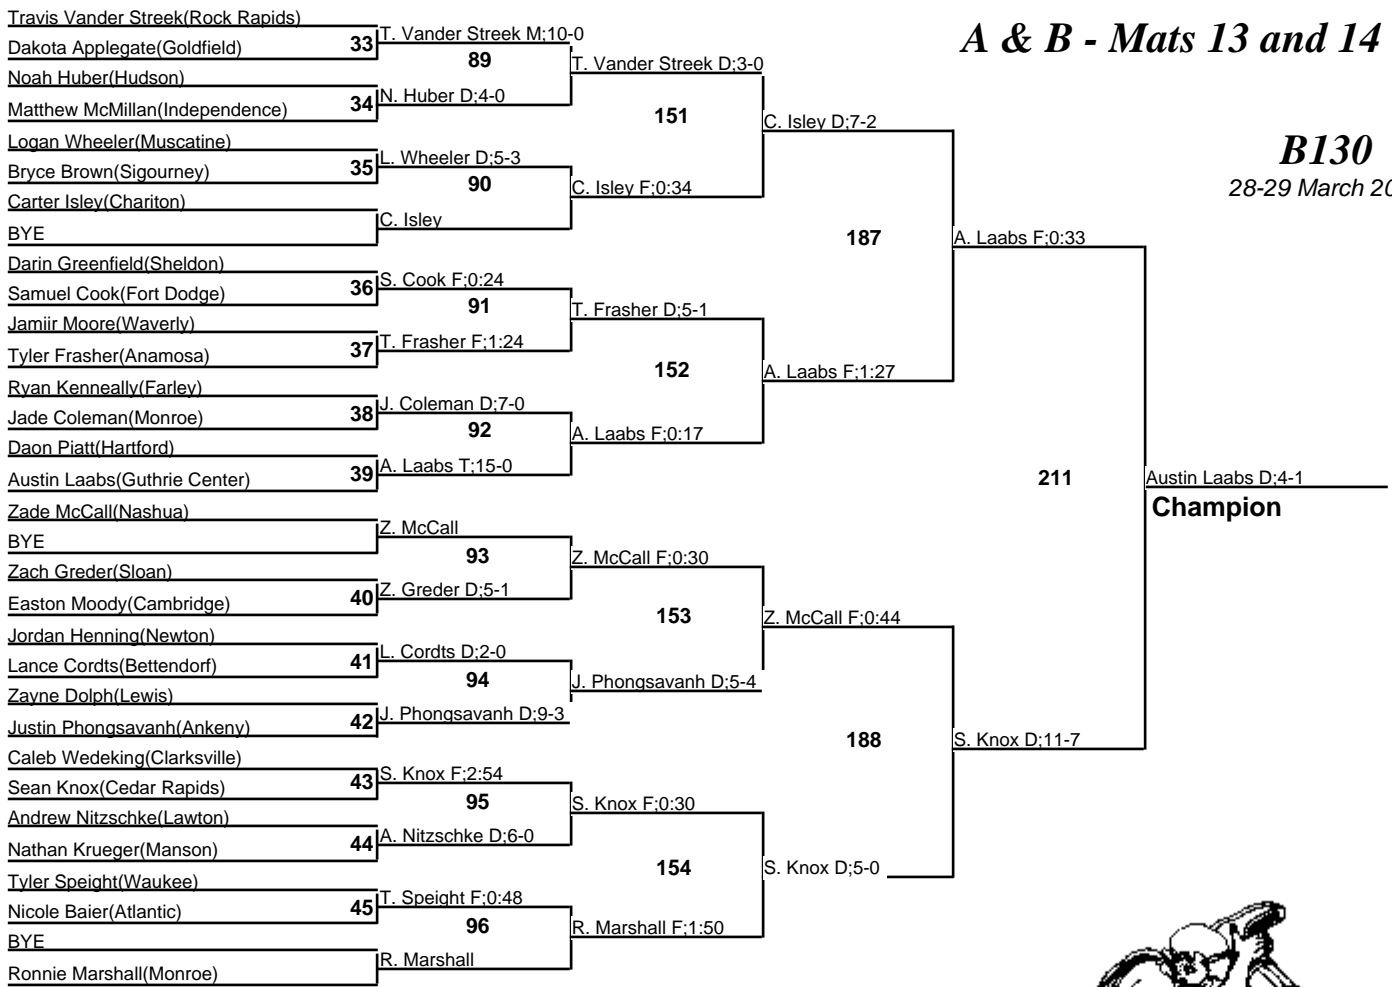 A & B - Mats 13 and 14
B130
28-29 March 20
Travis Vander Streek(Rock Rapids)
Dakota Applegate(Goldfield)
Noah Huber(Hudson)
Matthew McMillan(Independence)
Logan Wheeler(Muscatine)
Bryce Brown(Sigourney)
Carter Isley(Chariton)
BYE
Darin Greenfield(Sheldon)
Samuel Cook(Fort Dodge)
Jamiir Moore(Waverly)
Tyler Frasher(Anamosa)
Ryan Kenneally(Farley)
Jade Coleman(Monroe)
Daon Piatt(Hartford)
Austin Laabs(Guthrie Center)
Zade McCall(Nashua)
BYE
Zach Greder(Sloan)
Easton Moody(Cambridge)
Jordan Henning(Newton)
Lance Cordts(Bettendorf)
Zayne Dolph(Lewis)
Justin Phongsavanh(Ankeny)
Caleb Wedeking(Clarksville)
Sean Knox(Cedar Rapids)
Andrew Nitzschke(Lawton)
Nathan Krueger(Manson)
Tyler Speight(Waukee)
Nicole Baier(Atlantic)
BYE
Ronnie Marshall(Monroe)
33 T. Vander Streek M;10-0
89
34 N. Huber D;4-0
35 L. Wheeler D;5-3
90
C. Isley
36 S. Cook F;0:24
91
37 T. Frasher F;1:24
38 J. Coleman D;7-0
92
39 A. Laabs T;15-0
Z. McCall
93
40 Z. Greder D;5-1
41 L. Cordts D;2-0
94
42 J. Phongsavanh D;9-3
43 S. Knox F;2:54
95
44 A. Nitzschke D;6-0
45 T. Speight F;0:48
96
R. Marshall
T. Vander Streek D;3-0
151
C. Isley F;0:34
T. Frasher D;5-1
152
A. Laabs F;0:17
Z. McCall F;0:30
153
J. Phongsavanh D;5-4
S. Knox F;0:30
154
R. Marshall F;1:50
C. Isley D;7-2
187
A. Laabs F;1:27
Z. McCall F;0:44
188
S. Knox D;5-0
A. Laabs F;0:33
211
S. Knox D;11-7
Austin Laabs D;4-1
Champion